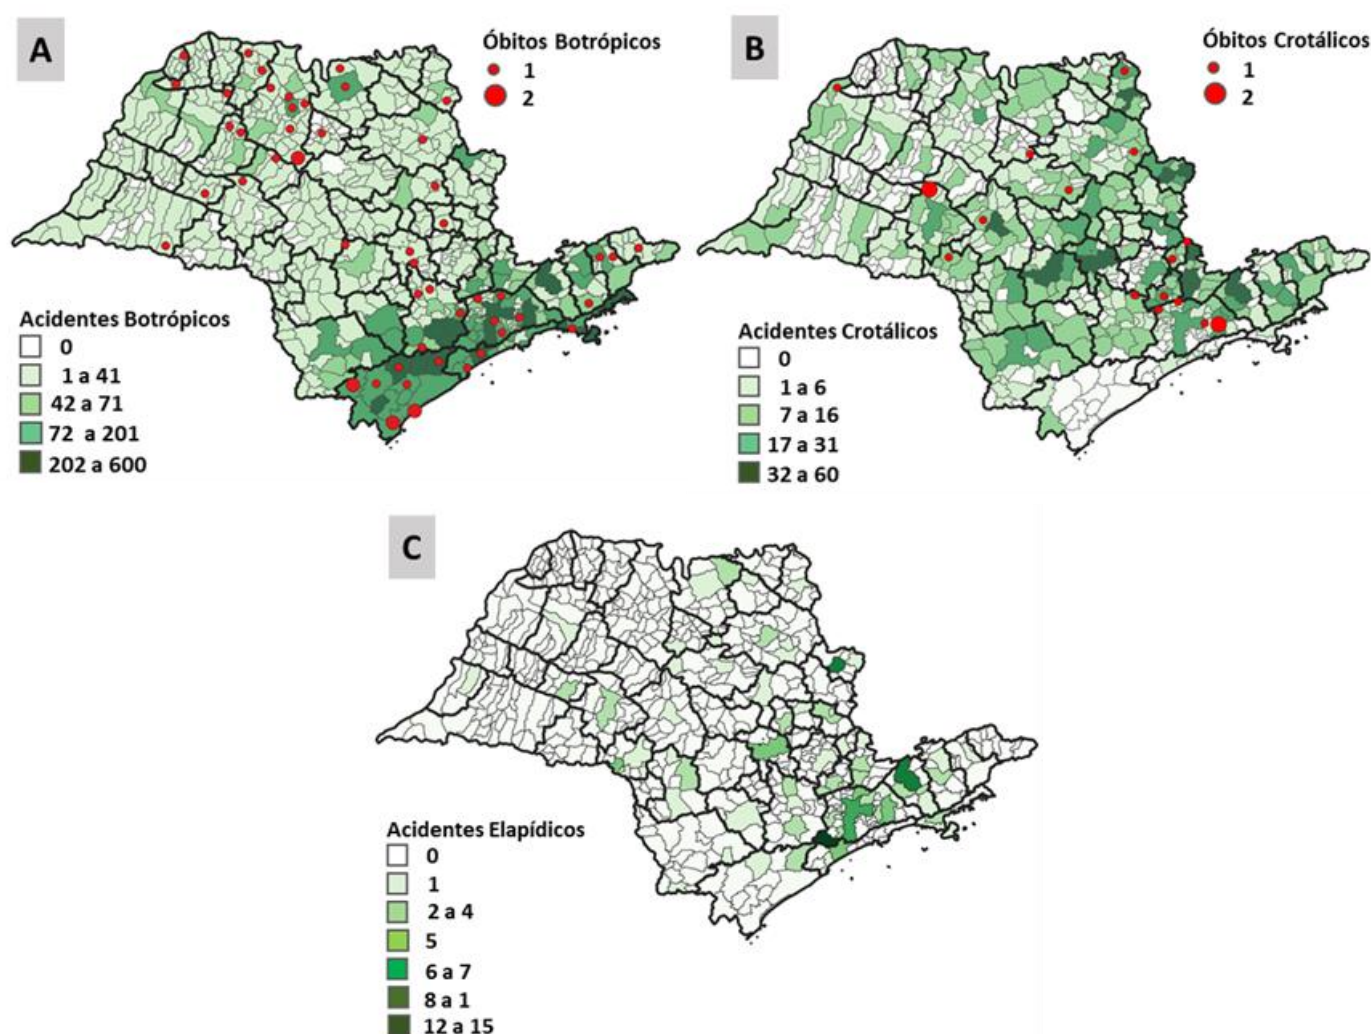 A
Óbitos Botrópicos
1
2
Acidentes Botrópicos
0
1 a 41
42 a 71
72 a 201
202 a 600
B
Óbitos Crotálicos
1
2
Acidentes Crotálicos
0
1 a 6
7 a 16
17 a 31
32 a 60
C
Acidentes Elapídicos
0
1
2 a 4
5
6 a 7
8 a 1
12 a 15